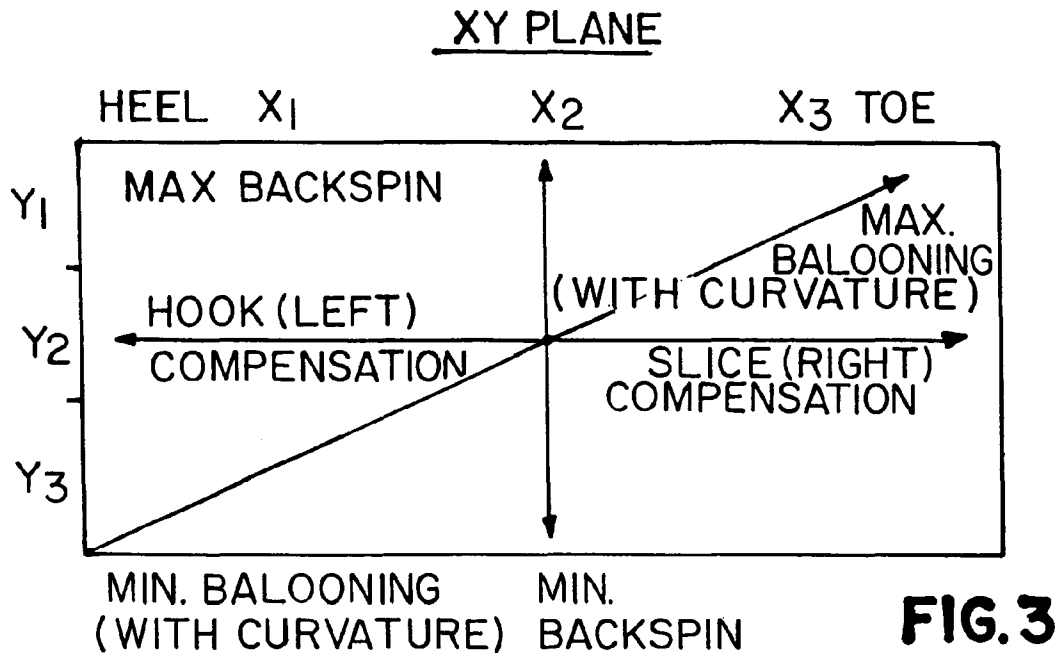 XY PLANE
HEEL X1 X2 X3 TOE
MAX BACKSPIN
Y1
MAX.
BALOONING
(WITH CURVATURE)
HOOK (LEFT)
COMPENSATION
Y2
SLICE (RIGHT)
COMPENSATION
Y3
MIN. BALOONING
(WITH CURVATURE)
MIN.
BACKSPIN
FIG. 3